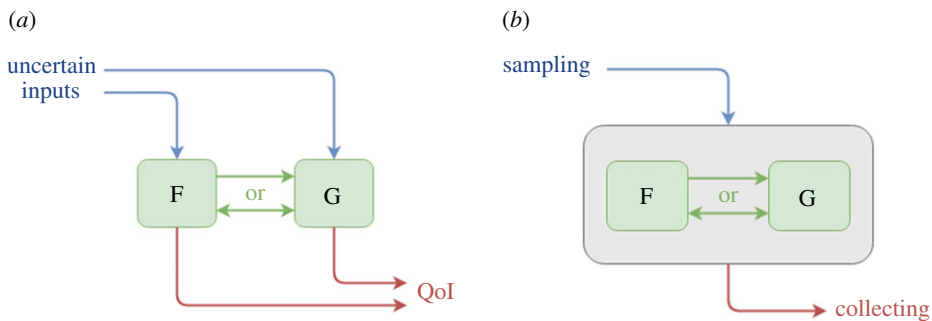 (a)
uncertain
inputs
F
or
G
QoI
(b)
sampling
F
or
G
collecting